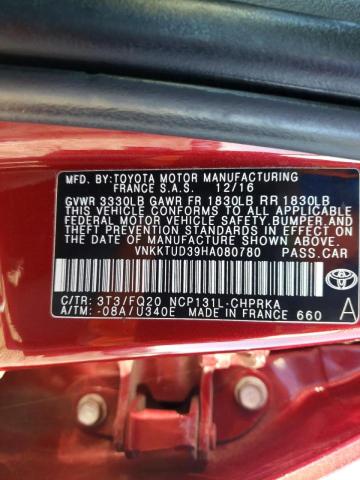 MFD. BY:TOYOTA MOTOR MANUFACTURING
FRANCE S.A.S. 12/16
GVWR 3330LB GAWR FR 1830LB RR 1830LB
THIS VEHICLE CONFORMS TO ALL APPLICABLE
FEDERAL MOTOR VEHICLE SAFETY, BUMPER, AND
THEFT PREVENTION STANDARDS IN EFFECT ON
THE DATE OF MANUFACTURE SHOWN ABOVE.
VNKKTUD39HA080780 PASS.CAR
C/TR: 3T3/FQ20 NCP131L-CHPRKA
A/TM: -08A/U340E MADE IN FRANCE 660
TOYOTA
A